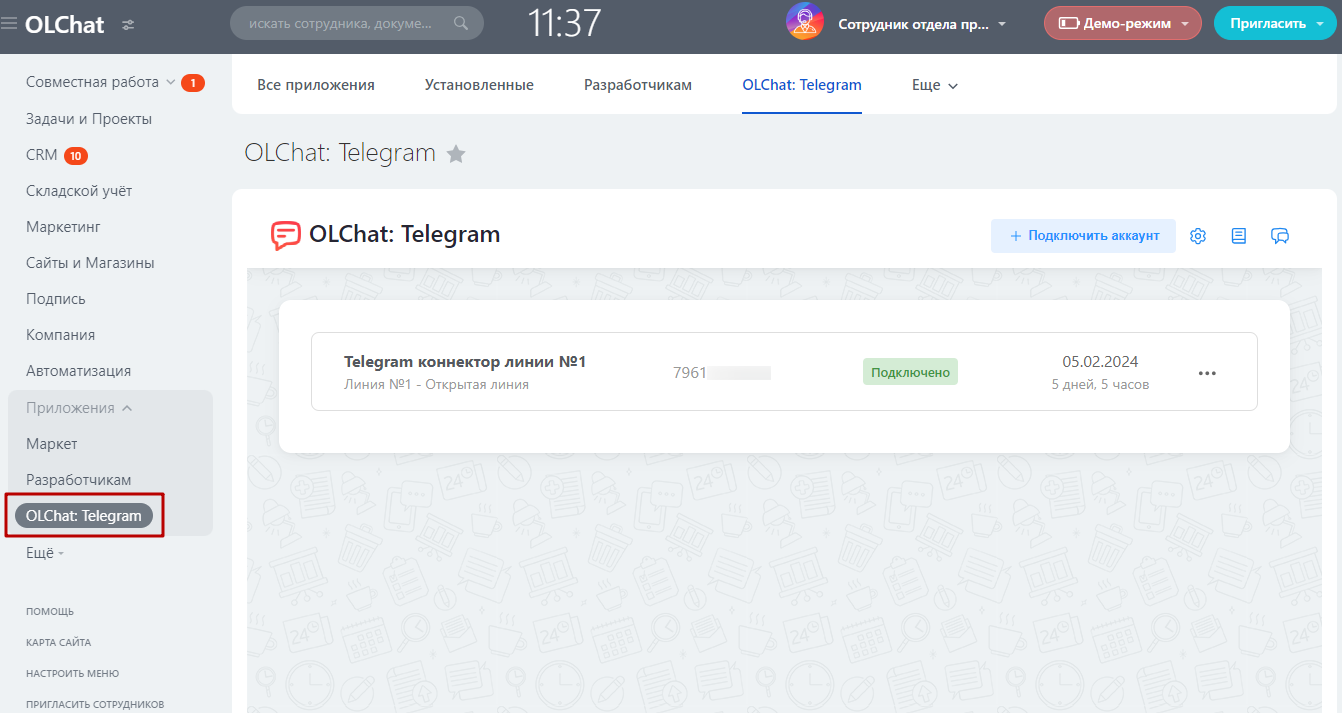 OLChat
искать сотрудника, докуме...
11:37
Сотрудник отдела пр...
Демо-режим
Пригласить
Совместная работа 1
Задачи и Проекты
CRM 10
Складской учёт
Маркетинг
Сайты и Магазины
Подпись
Компания
Автоматизация
Приложения
Маркет
Разработчикам
OLChat: Telegram
Ещё
ПОМОЩЬ
КАРТА САЙТА
НАСТРОИТЬ МЕНЮ
ПРИГЛАСИТЬ СОТРУДНИКОВ
Все приложения
Установленные
Разработчикам
OLChat: Telegram
Еще
OLChat: Telegram
OLChat: Telegram
+ Подключить аккаунт
Telegram коннектор линии №1
Линия №1 - Открытая линия
7961
Подключено
05.02.2024
5 дней, 5 часов